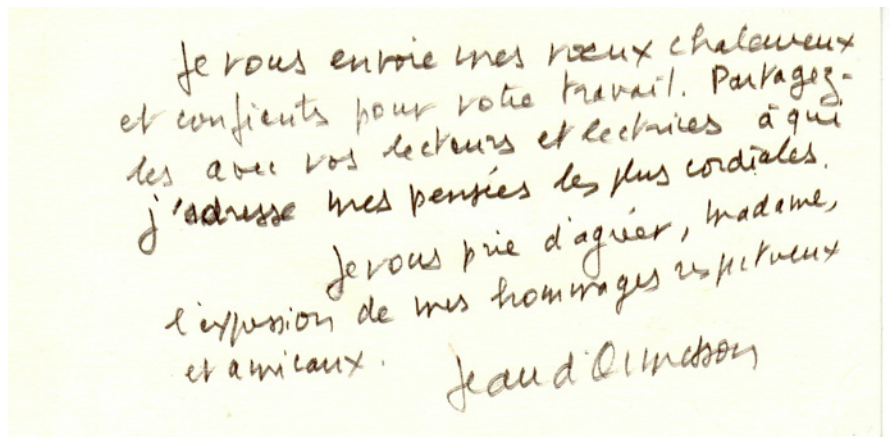 Je vous envoie mes vœux chaleureux
et confiants pour votre travail. Partagez-
les avec vos lecteurs et lectrices à qui
j'adresse mes pensées les plus cordiales.
Je vous prie d'agréer, madame,
l'expression de mes hommages respectueux
et amicaux.
Jean d'Ormesson